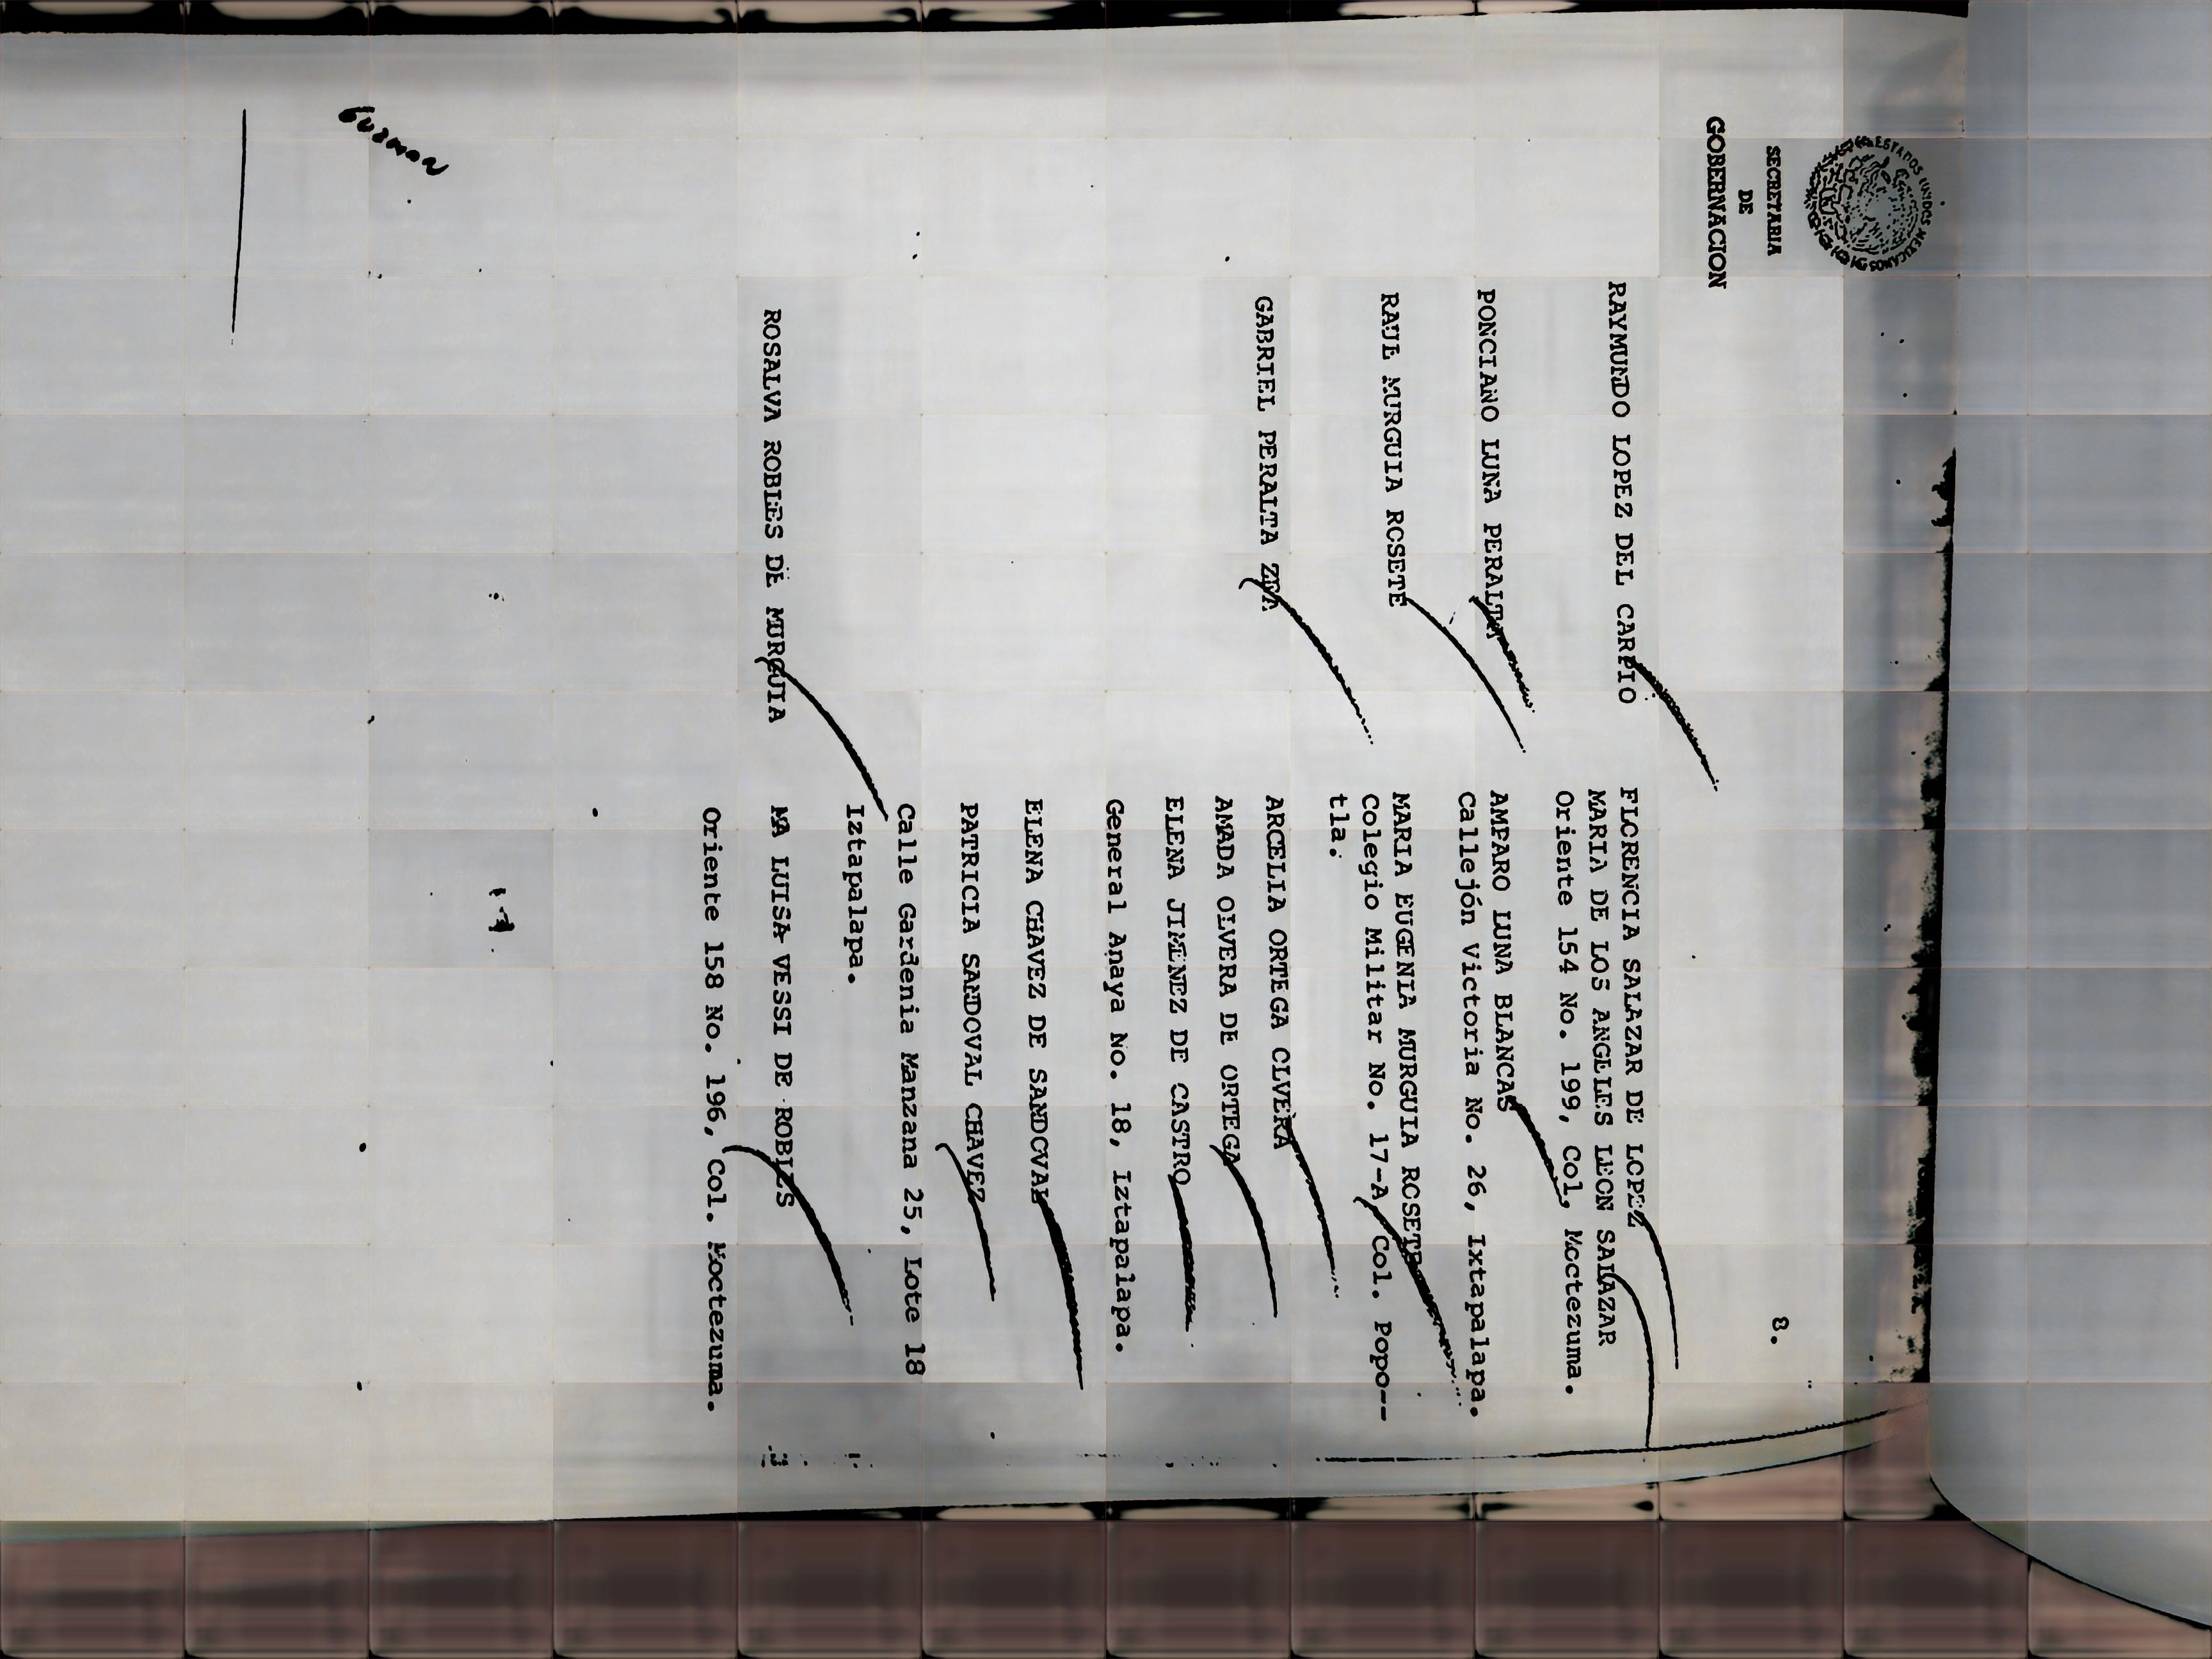 ESTADOS UNIDOS MEXICANOS
SECRETARIA
DE
GOBERNACION
8.
RAYMUNDO LOPEZ DEL CARPIO
FLORENCIA SALAZAR DE LOPEZ
MARIA DE LOS ANGELES LEON SALAZAR
Oriente 154 No. 199, Col, Moctezuma.
PONCIANO LUNA PERALTA
AMPARO LUNA BLANCAS
Callejón Victoria No. 26, Ixtapalapa.
RAUE MURGUIA ROSETE
MARIA EUGENIA MURGUIA ROSETE
Colegio Militar No. 17-A Col. Popo--
tla.
GABRIEL PERALTA ZEA
ARCELIA ORTEGA OLVERA
AMADA OLVERA DE ORTEGA
ELENA JIMENEZ DE CASTRO
General Anaya No. 18, Iztapalapa.
ELENA CHAVEZ DE SANDOVAL
PATRICIA SANDOVAL CHAVEZ
Calle Gardenia Manzana 25, Lote 18
Iztapalapa.
ROSALVA ROBLES DE MURGUIA
MA LUISA VESSI DE ROBLES
Oriente 158 No. 196, Col. Moctezuma.
Guzman